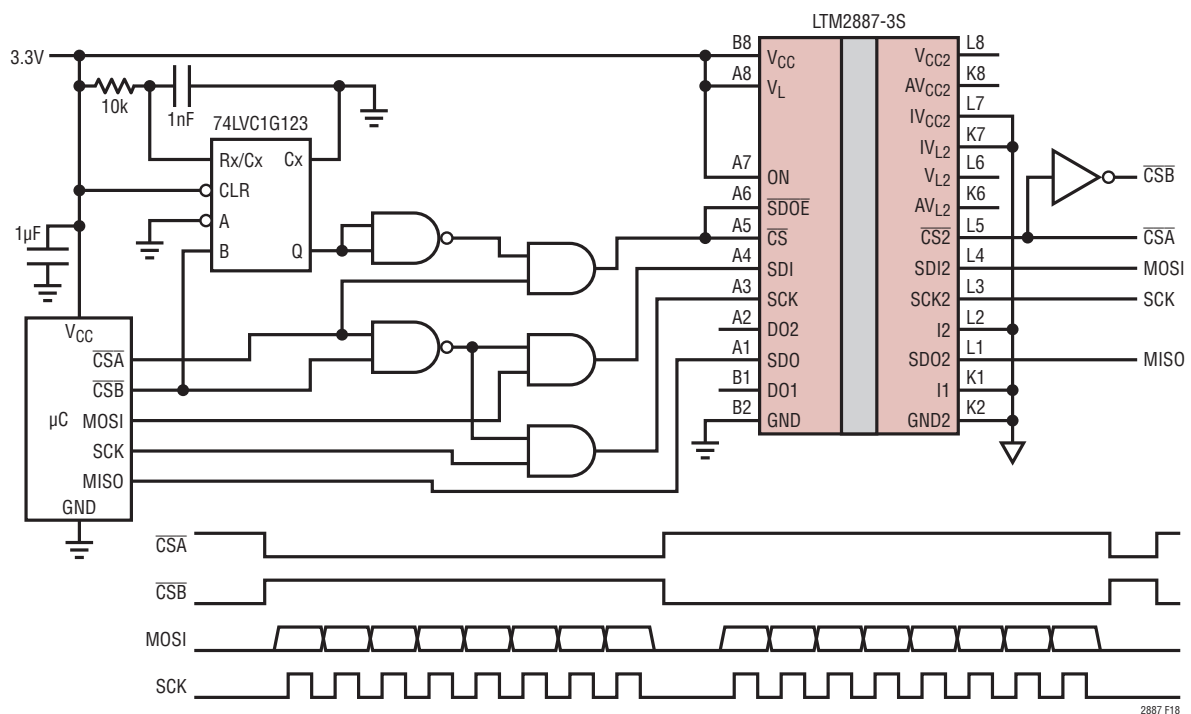 LTM2887-3S
3.3V
10k
1nF
74LVC1G123
Rx/Cx
Cx
CLR
A
B
Q
1µF
VCC
CSA
CSB
µC
MOSI
SCK
MISO
GND
B8
VCC
A8
VL
A7
ON
A6
SDOE
A5
CS
A4
SDI
A3
SCK
A2
DO2
A1
SDO
B1
DO1
B2
GND
VCC2
L8
AVCC2
K8
IVCC2
L7
IVL2
K7
VL2
L6
AVL2
K6
CS2
L5
SDI2
L4
SCK2
L3
I2
L2
SDO2
L1
I1
K1
GND2
K2
CSB
CSA
MOSI
SCK
MISO
CSA
CSB
MOSI
SCK
2887 F18